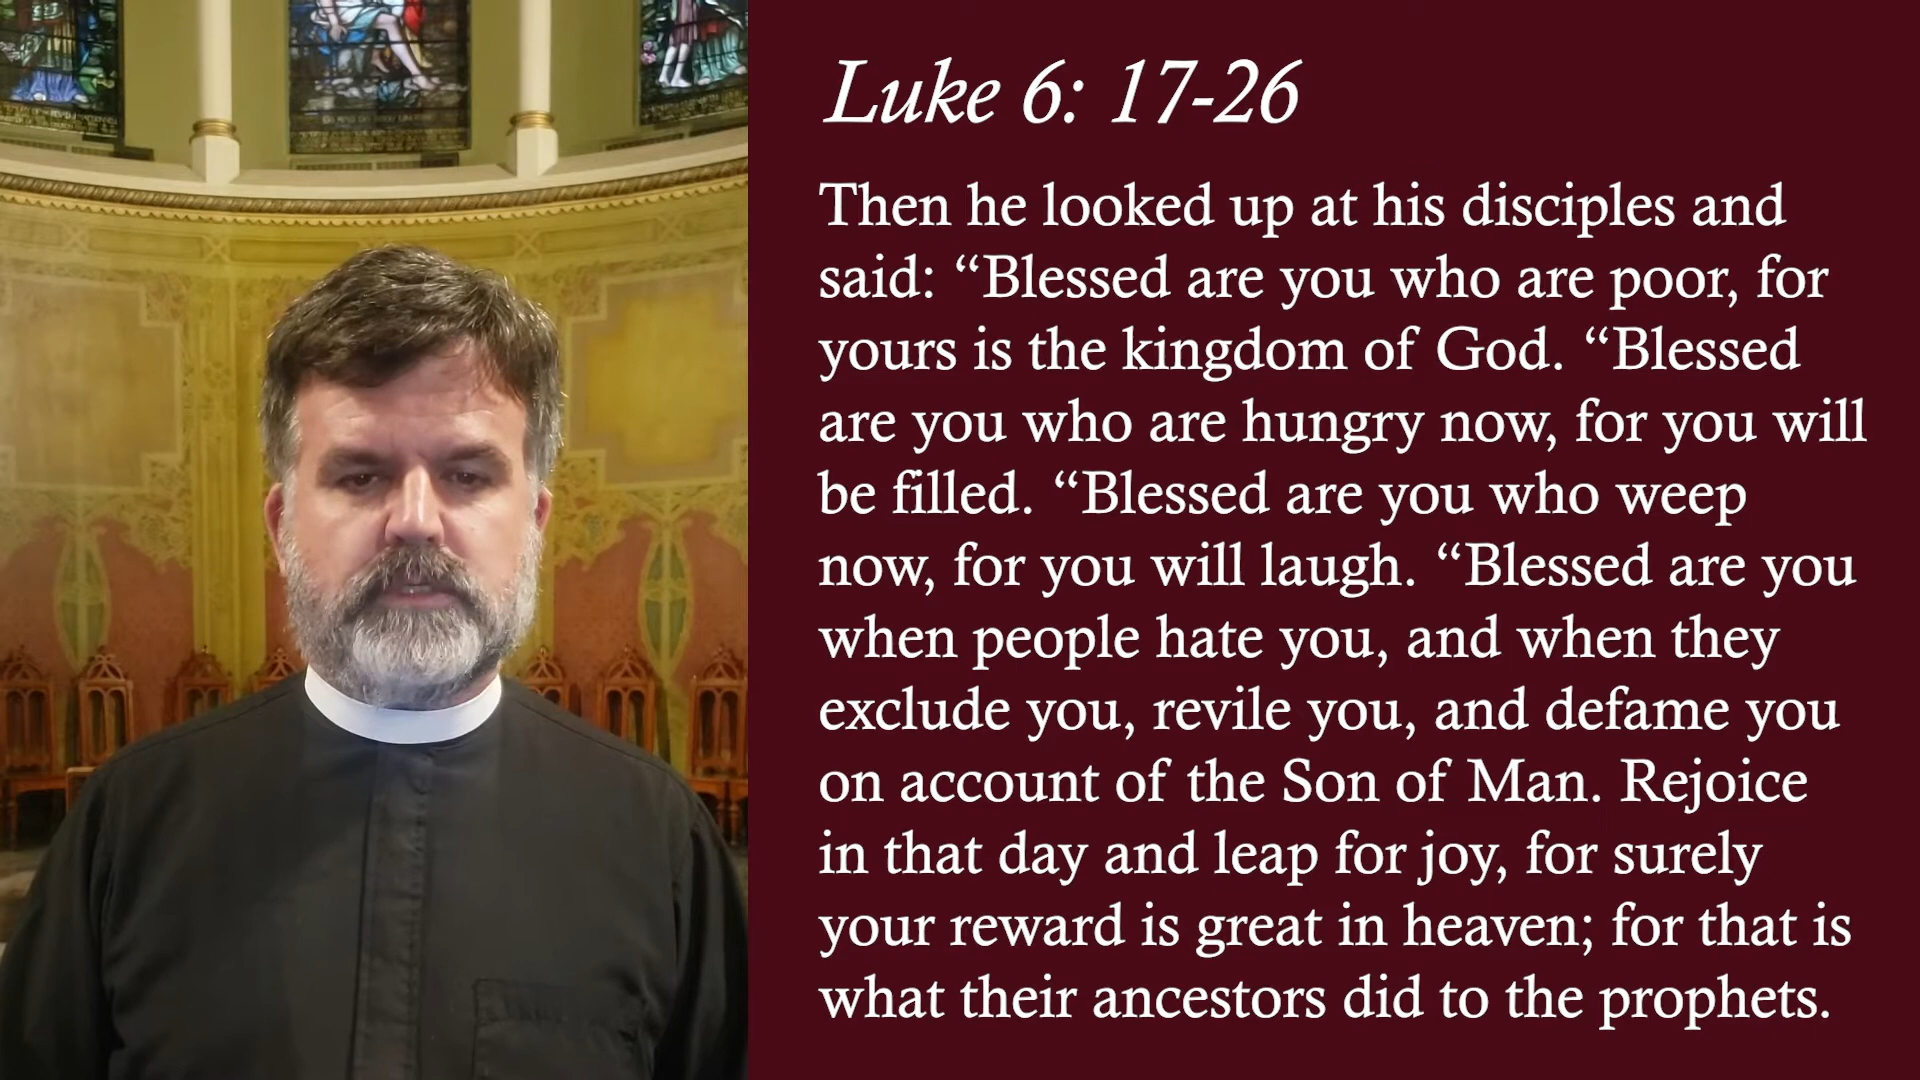 Luke 6: 17-26
Then he looked up at his disciples and
said: “Blessed are you who are poor, for
yours is the kingdom of God. “Blessed
are you who are hungry now, for you will
be filled. “Blessed are you who weep
now, for you will laugh. “Blessed are you
when people hate you, and when they
exclude you, revile you, and defame you
on account of the Son of Man. Rejoice
in that day and leap for joy, for surely
your reward is great in heaven; for that is
what their ancestors did to the prophets.